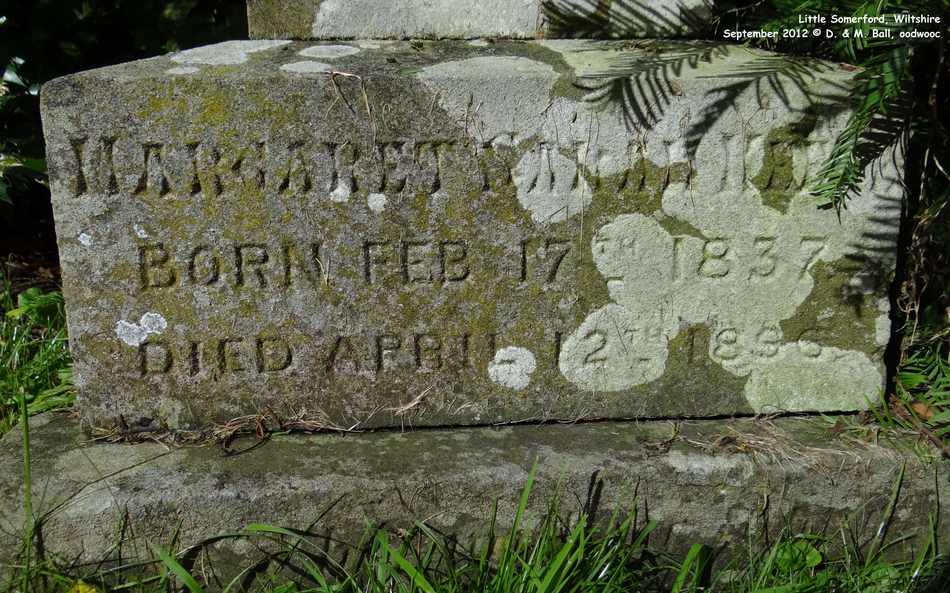 Little Somerford, Wiltshire
September 2012 © D. & M. Ball, oodwooc
MARGARET
BORN FEB 17TH 1837
DIED APRIL 12TH 1896